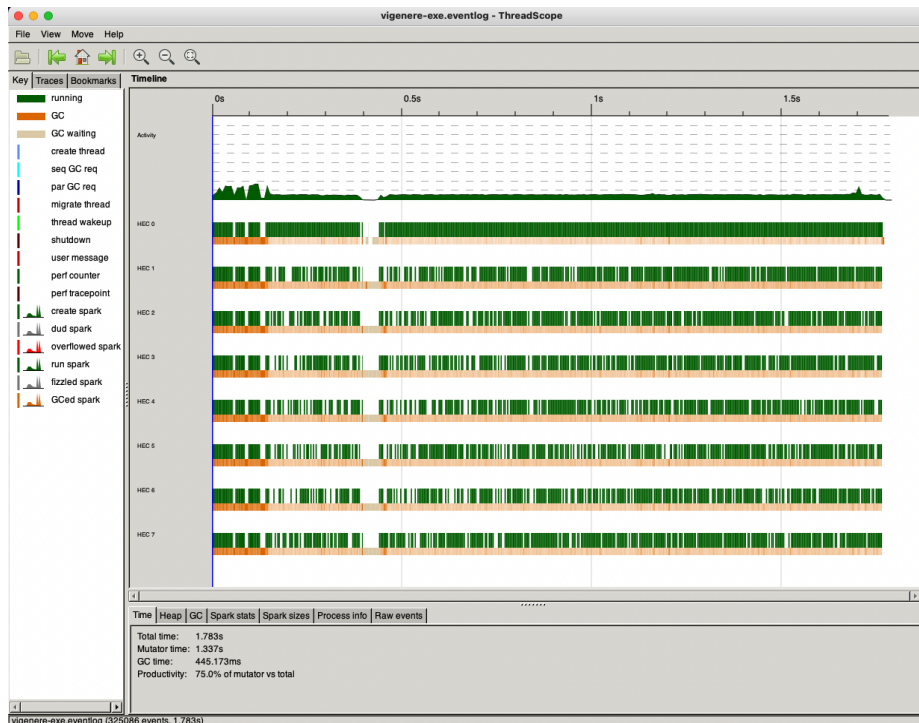 vigenere-exe.eventlog - ThreadScope
File View Move Help
Key Traces Bookmarks
running
GC
GC waiting
create thread
seq GC req
par GC req
migrate thread
thread wakeup
shutdown
user message
perf counter
perf tracepoint
create spark
dud spark
overflowed spark
run spark
fizzled spark
GCed spark
Timeline
0s 0.5s 1s 1.5s
Activity
HEC 0
HEC 1
HEC 2
HEC 3
HEC 4
HEC 5
HEC 6
HEC 7
Time Heap GC Spark stats Spark sizes Process info Raw events
Total time: 1.783s
Mutator time: 1.337s
GC time: 445.173ms
Productivity: 75.0% of mutator vs total
vigenere-exe.eventlog (325086 events, 1.783s)